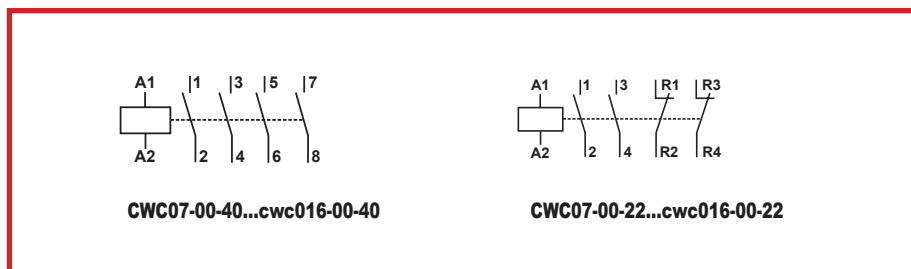 A1 1 3 5 7
A2 2 4 6 8
CWC07-00-40...cwc016-00-40
A1 1 3 R1 R3
A2 2 4 R2 R4
CWC07-00-22...cwc016-00-22